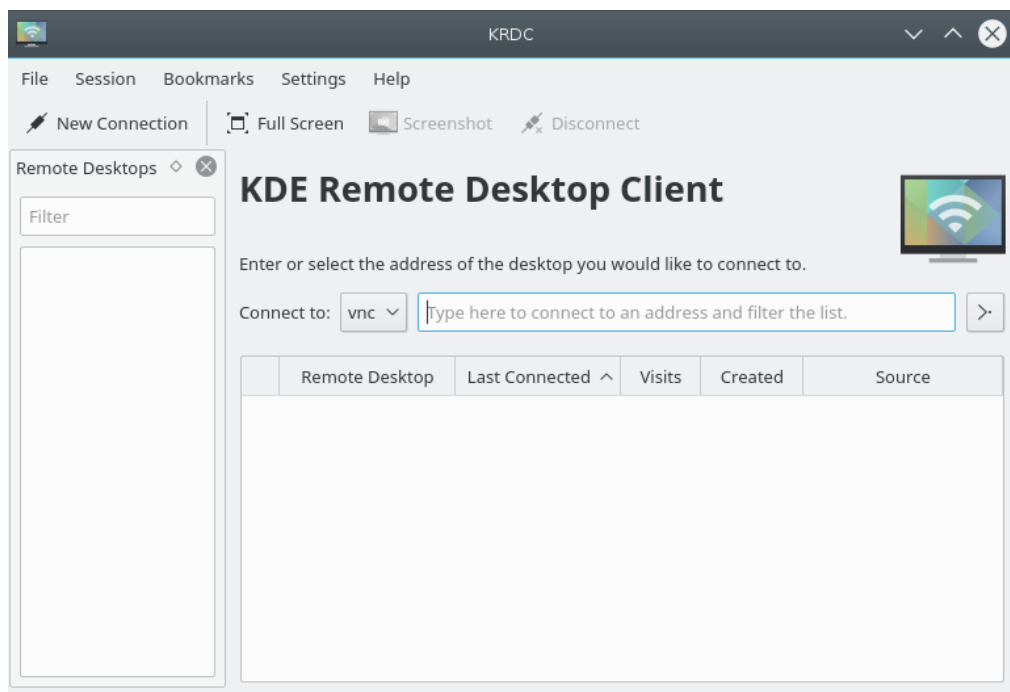 KRDC
File Session Bookmarks Settings Help
New Connection Full Screen Screenshot Disconnect
Remote Desktops
Filter
KDE Remote Desktop Client
Enter or select the address of the desktop you would like to connect to.
Connect to: vnc Type here to connect to an address and filter the list.
Remote Desktop Last Connected Visits Created Source